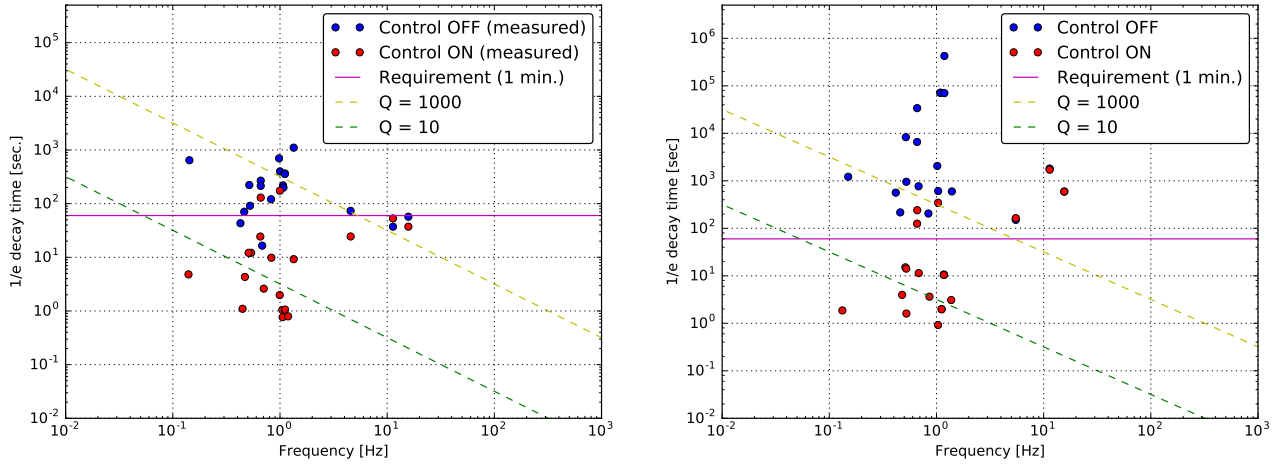 Control OFF (measured)
Control ON (measured)
Requirement (1 min.)
Q = 1000
Q = 10
10^5
10^4
10^3
10^2
10^1
10^0
10^-1
10^-2
1/e decay time [sec.]
10^-2 10^-1 10^0 10^1 10^2 10^3
Frequency [Hz]
Control OFF
Control ON
Requirement (1 min.)
Q = 1000
Q = 10
10^6
10^5
10^4
10^3
10^2
10^1
10^0
10^-1
10^-2
1/e decay time [sec]
10^-2 10^-1 10^0 10^1 10^2 10^3
Frequency [Hz]